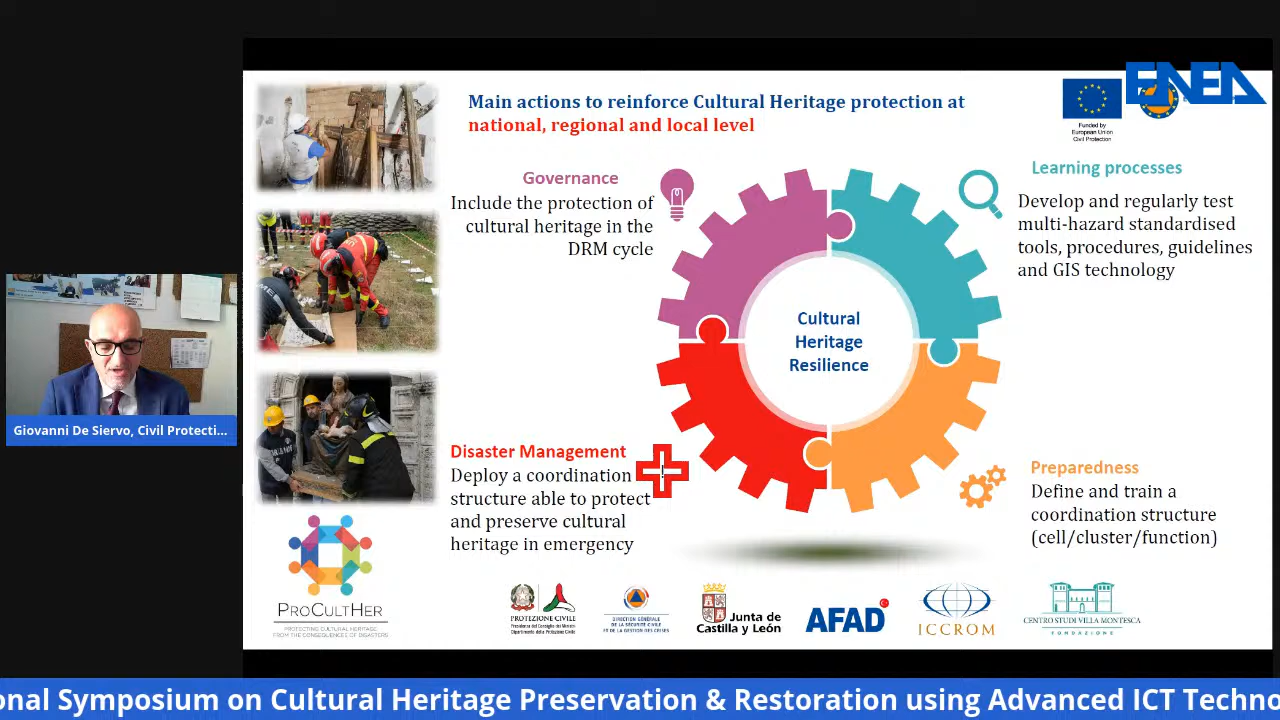 Main actions to reinforce Cultural Heritage protection at
national, regional and local level
ENEA
Funded by
European Union
Civil Protection
Governance
Include the protection of
cultural heritage in the
DRM cycle
Learning processes
Develop and regularly test
multi-hazard standardised
tools, procedures, guidelines
and GIS technology
Cultural
Heritage
Resilience
Giovanni De Siervo, Civil Protecti...
Disaster Management
Deploy a coordination
structure able to protect
and preserve cultural
heritage in emergency
Preparedness
Define and train a
coordination structure
(cell/cluster/function)
PROCULTHER
PROTECTING CULTURAL HERITAGE
FROM THE CONSEQUENCES OF DISASTERS
PROTEZIONE CIVILE
Presidenza del Consiglio dei Ministri
Dipartimento della Protezione Civile
DIRECTION GÉNÉRALE
DE LA SÉCURITÉ CIVILE
ET DE LA GESTION DES CRISES
Junta de
Castilla y León
AFAD
ICCROM
CENTRO STUDI VILLA MONTESCA
FONDAZIONE
onal Symposium on Cultural Heritage Preservation & Restoration using Advanced ICT Techno